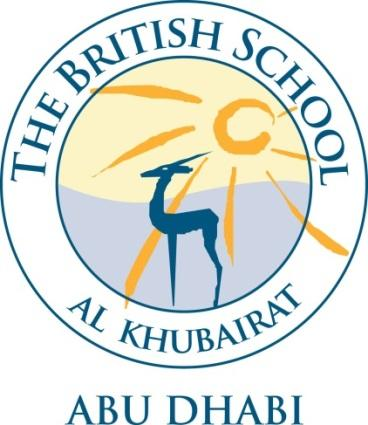 THE BRITISH SCHOOL
AL KHUBAIRAT
ABU DHABI